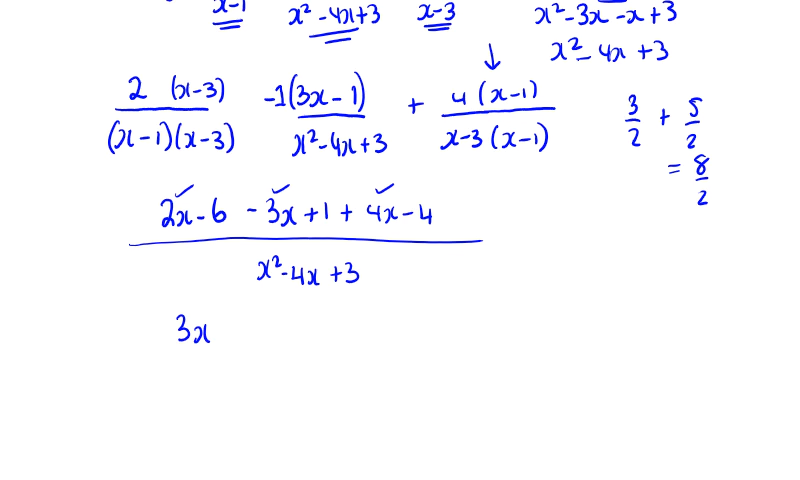 x-1   x²-4x+3   x-3   x²-3x-x+3
↓   x²-4x+3
2 (x-3)   -1(3x-1)   +   4(x-1)   3/2 + 5/2
(x-1)(x-3)   x²-4x+3   x-3(x-1)
= 8/2
2x-6 -3x+1+4x-4
x²-4x+3
3x